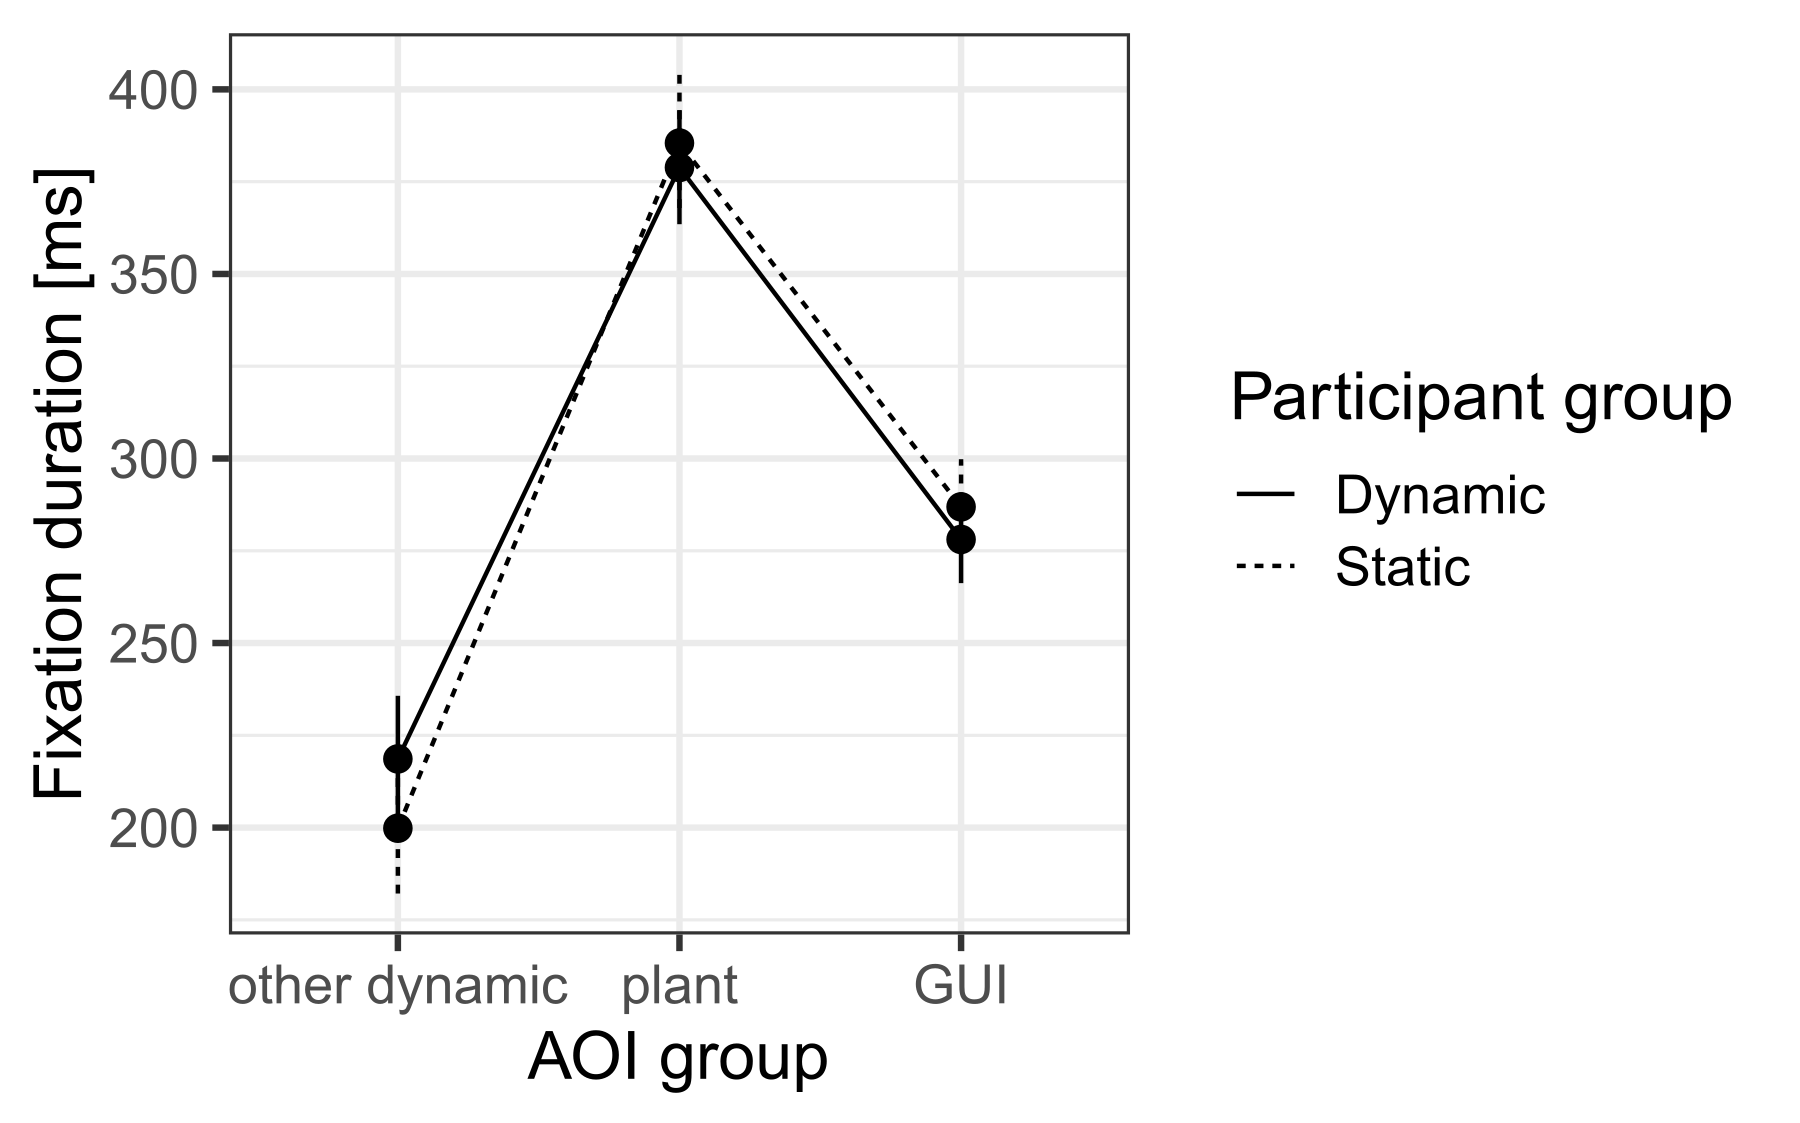 Fixation duration [ms]
400
350
300
250
200
other dynamic
plant
GUI
AOI group
Participant group
Dynamic
Static